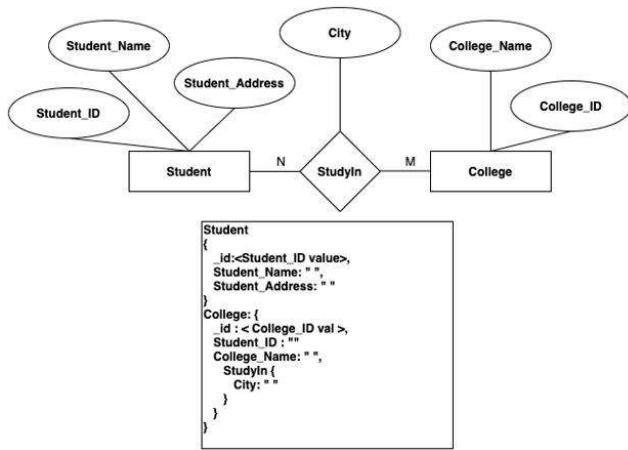 City
Student_Name
College_Name
Student_Address
Student_ID
College_ID
Student
N
StudyIn
M
College
Student
{
_id:<Student_ID value>,
Student_Name: " ",
Student_Address: " "
}
College: {
_id : < College_ID val >,
Student_ID : ""
College_Name: " ",
StudyIn {
City: " "
}
}
}